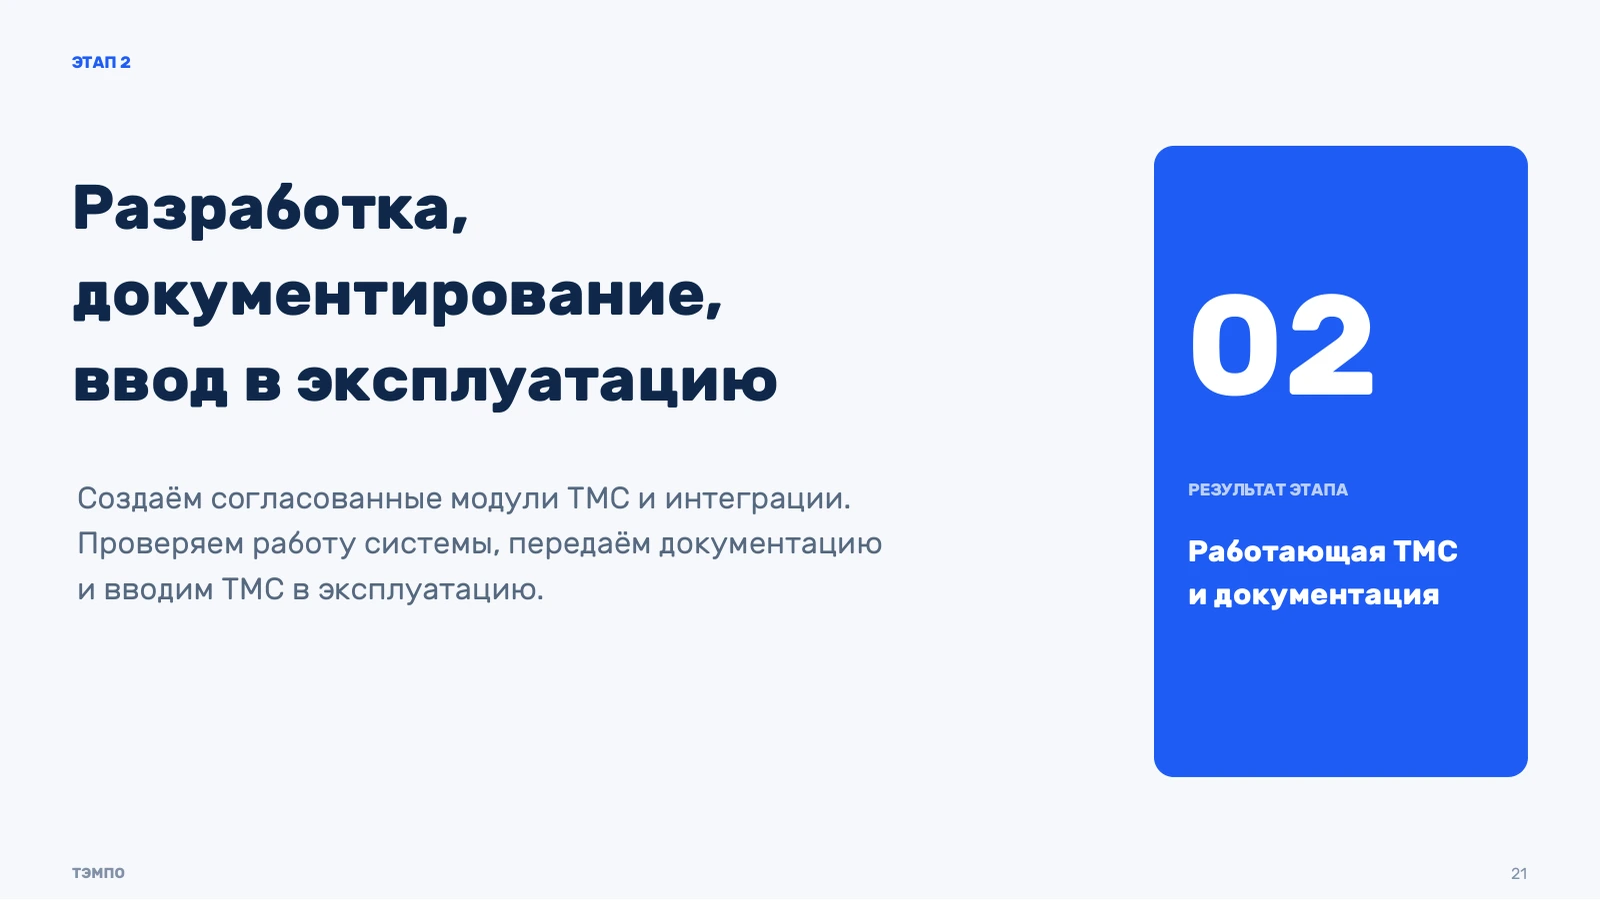 ЭТАП 2
Разработка,
документирование,
ввод в эксплуатацию
Создаём согласованные модули ТМС и интеграции.
Проверяем работу системы, передаём документацию
и вводим ТМС в эксплуатацию.
02
РЕЗУЛЬТАТ ЭТАПА
Работающая ТМС
и документация
ТЭМПО
21